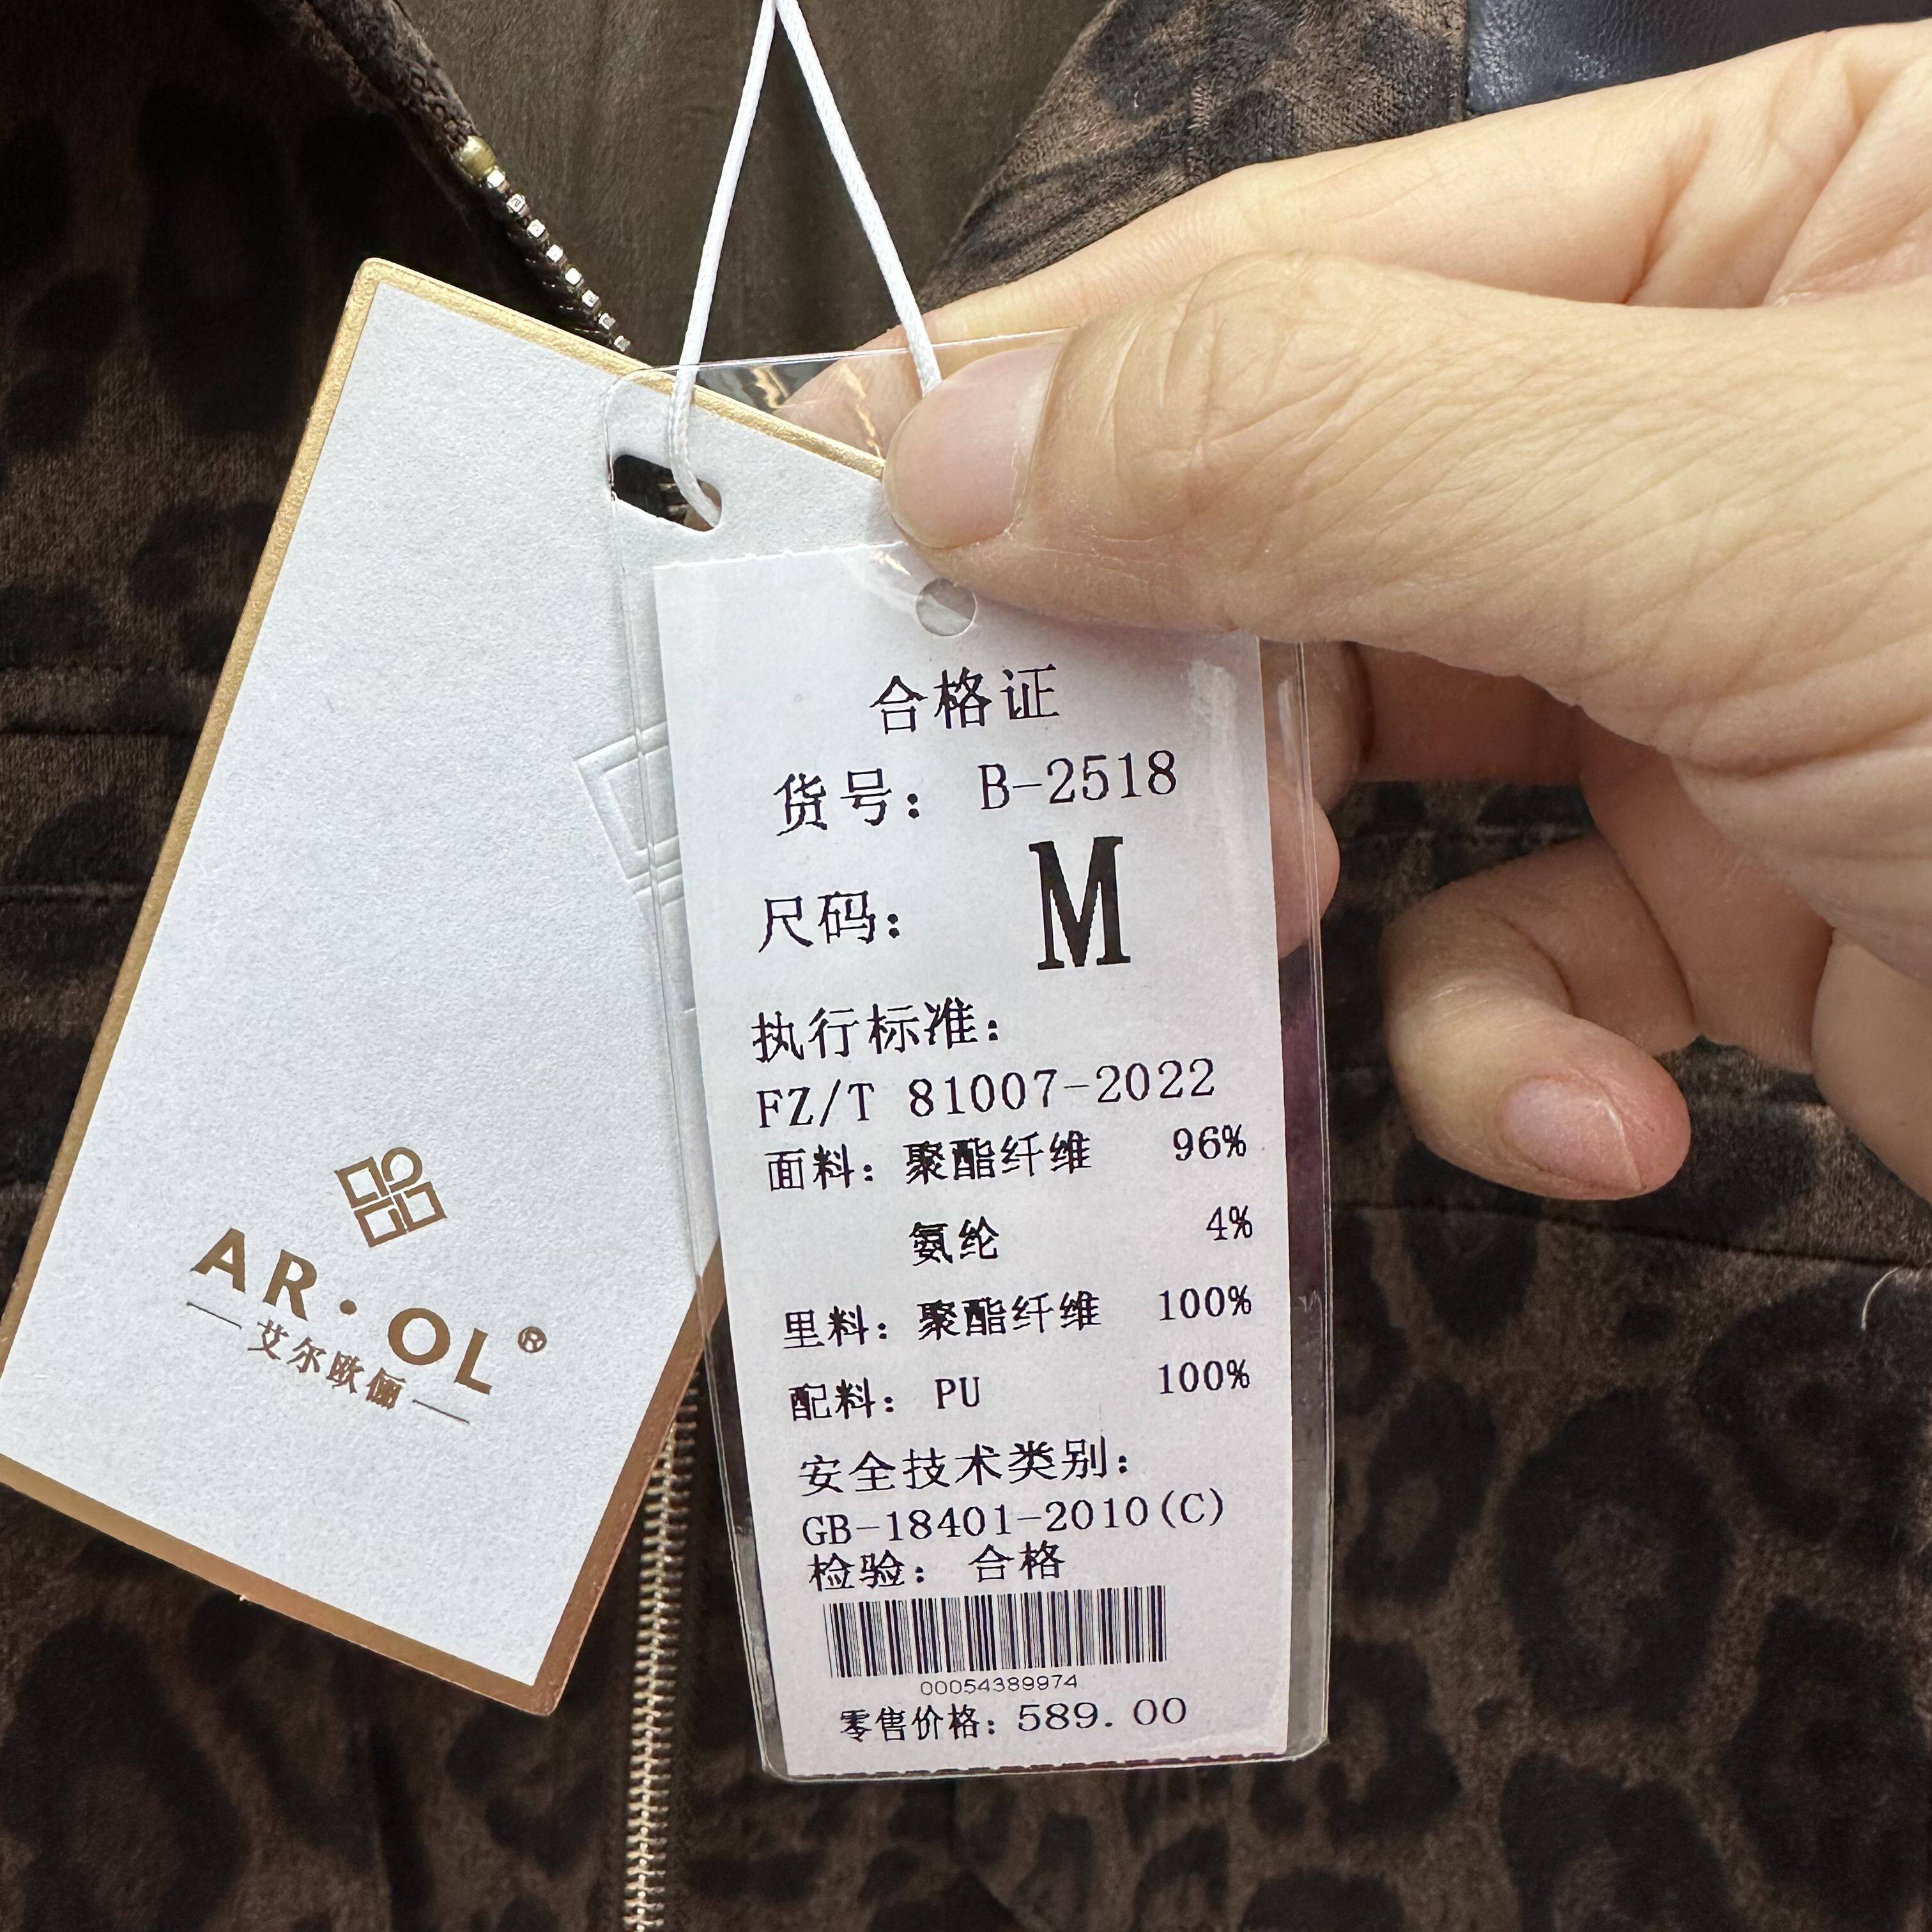 AR·OL®
艾尔欧俪
合格证
货号: B-2518
尺码: M
执行标准:
FZ/T 81007-2022
面料: 聚酯纤维 96%
氨纶 4%
里料: 聚酯纤维 100%
配料: PU 100%
安全技术类别:
GB-18401-2010(C)
检验: 合格
00054389974
零售价格: 589.00